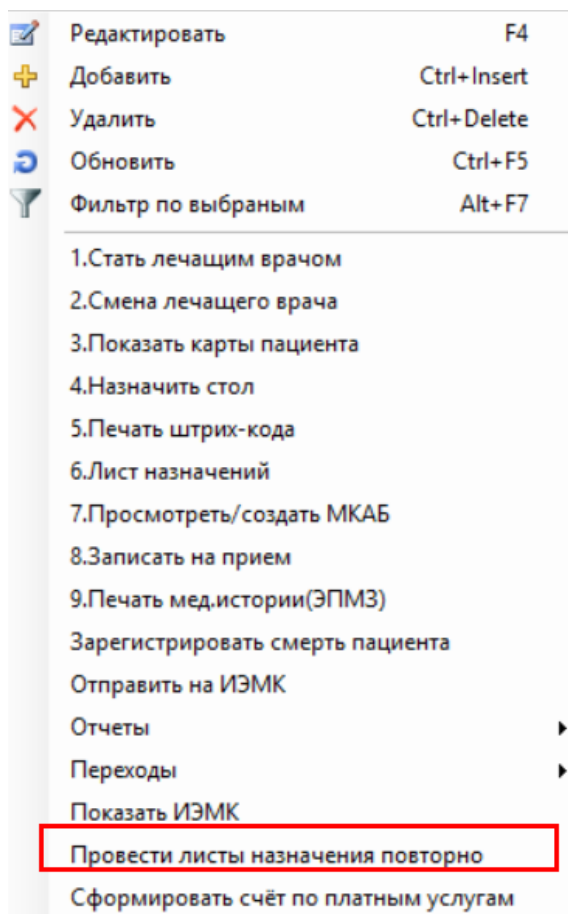 Редактировать F4
Добавить Ctrl+Insert
Удалить Ctrl+Delete
Обновить Ctrl+F5
Фильтр по выбраным Alt+F7
1.Стать лечащим врачом
2.Смена лечащего врача
3.Показать карты пациента
4.Назначить стол
5.Печать штрих-кода
6.Лист назначений
7.Просмотреть/создать МКАБ
8.Записать на прием
9.Печать мед.истории(ЭПМЗ)
Зарегистрировать смерть пациента
Отправить на ИЭМК
Отчеты
Переходы
Показать ИЭМК
Провести листы назначения повторно
Сформировать счёт по платным услугам